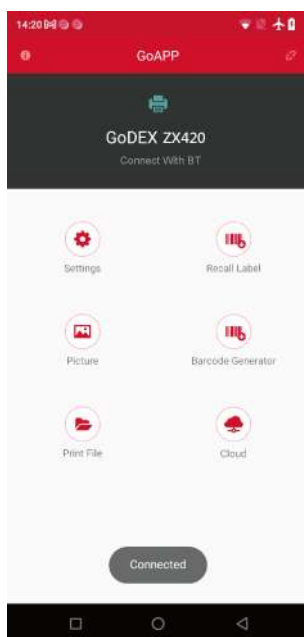 14:20
GoAPP
GoDEX ZX420
Connect With BT
Settings
Recall Label
Picture
Barcode Generator
Print File
Cloud
Connected